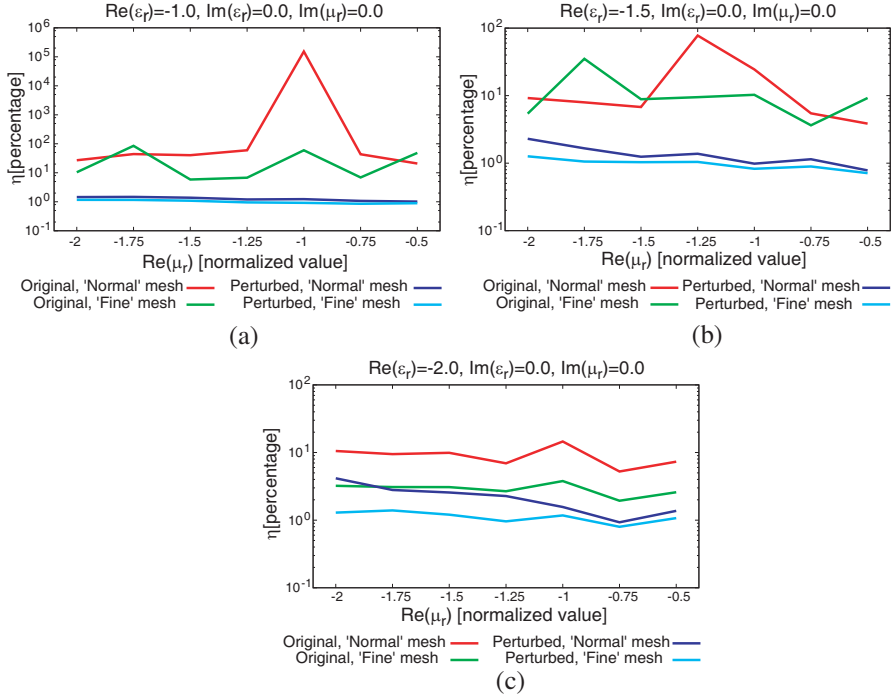 Re(εr)=-1.0, Im(εr)=0.0, Im(μr)=0.0
η[percentage]
10^6
10^5
10^4
10^3
10^2
10^1
10^0
10^-1
-2 -1.75 -1.5 -1.25 -1 -0.75 -0.5
Re(μr) [normalized value]
Original, 'Normal' mesh Perturbed, 'Normal' mesh
Original, 'Fine' mesh Perturbed, 'Fine' mesh
(a)
Re(εr)=-1.5, Im(εr)=0.0, Im(μr)=0.0
η[percentage]
10^2
10^1
10^0
10^-1
-2 -1.75 -1.5 -1.25 -1 -0.75 -0.5
Re(μr) [normalized value]
Original, 'Normal' mesh Perturbed, 'Normal' mesh
Original, 'Fine' mesh Perturbed, 'Fine' mesh
(b)
Re(εr)=-2.0, Im(εr)=0.0, Im(μr)=0.0
η[percentage]
10^2
10^1
10^0
10^-1
-2 -1.75 -1.5 -1.25 -1 -0.75 -0.5
Re(μr) [normalized value]
Original, 'Normal' mesh Perturbed, 'Normal' mesh
Original, 'Fine' mesh Perturbed, 'Fine' mesh
(c)